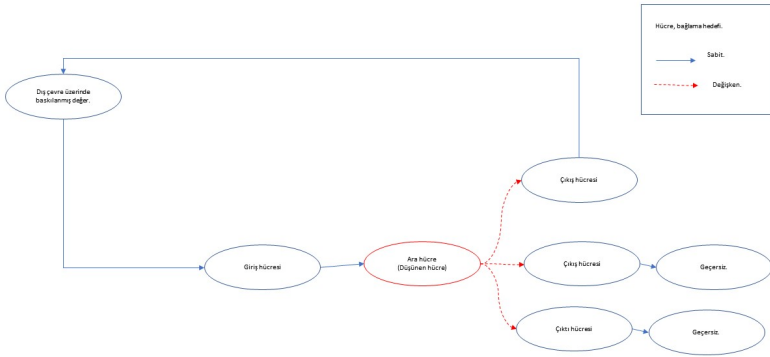 Hücre, bağlama hedefi.
Sabit.
Değişken.
Dış çevre üzerinde
baskılanmış değer.
Çıkış hücresi
Giriş hücresi
Ara hücre
(Düşünen hücre)
Çıkış hücresi
Geçersiz.
Çıktı hücresi
Geçersiz.